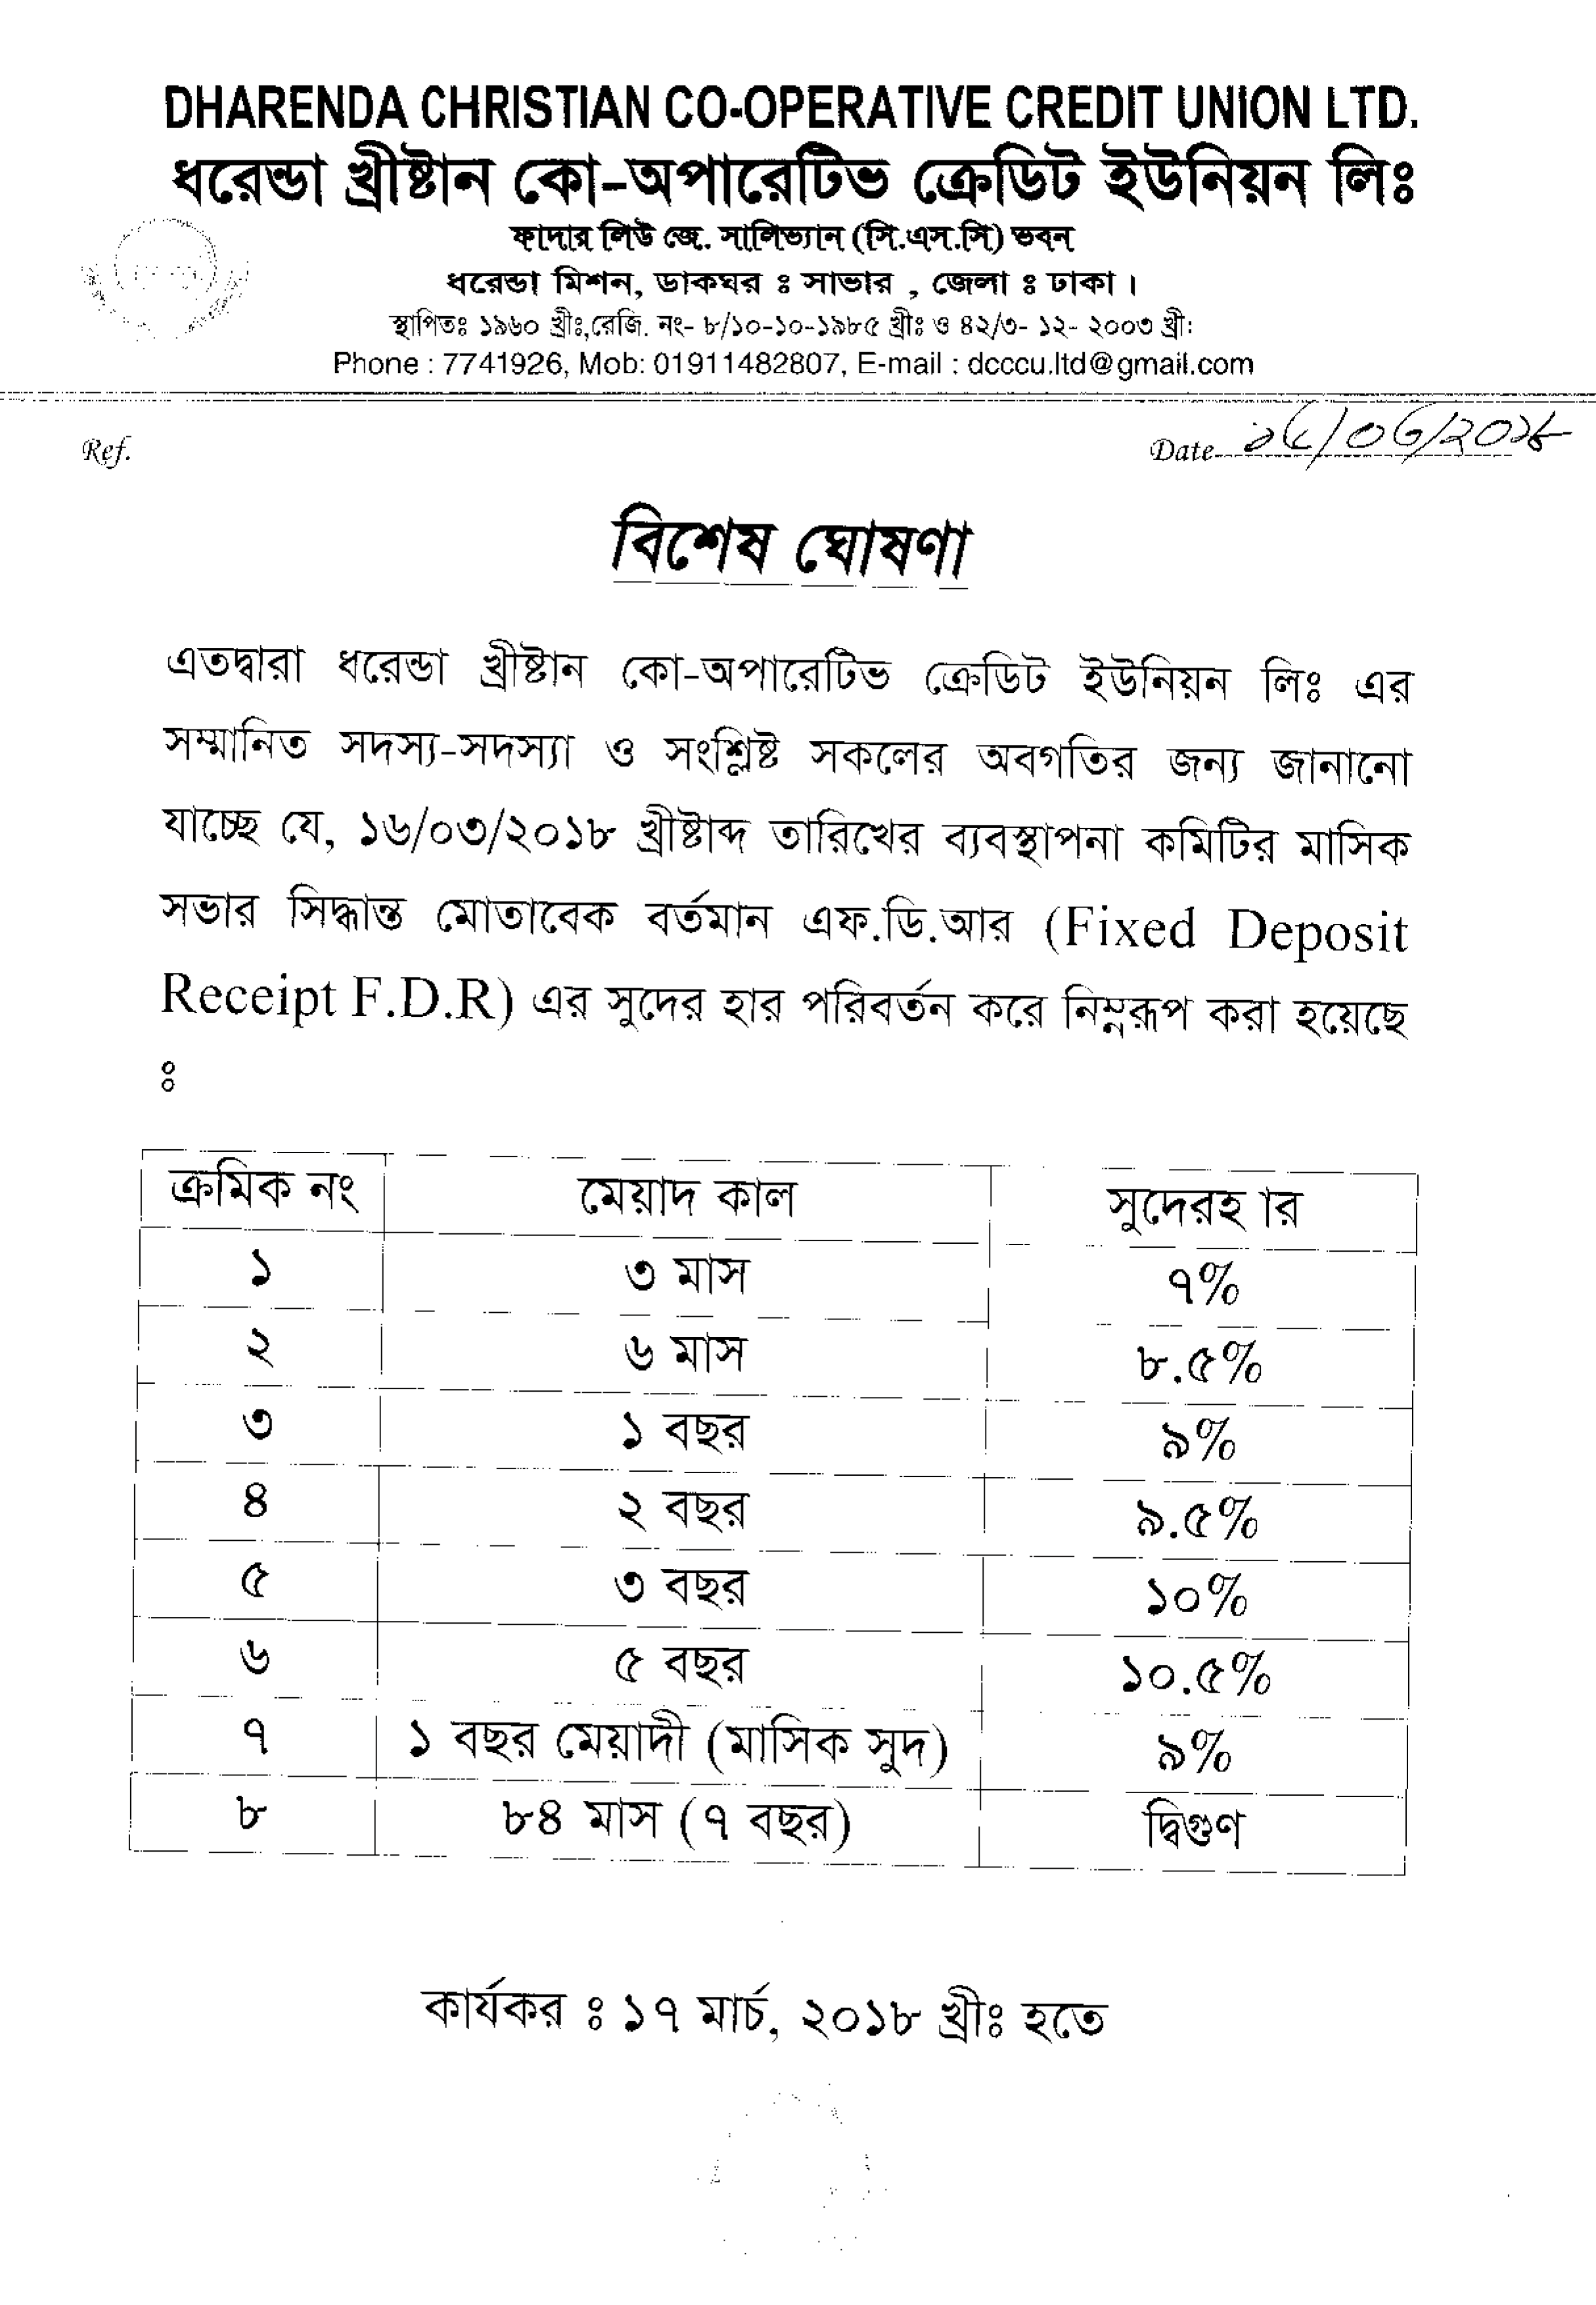 DHARENDA CHRISTIAN CO-OPERATIVE CREDIT UNION LTD.
ধরেন্ডা খ্রীষ্টান কো-অপারেটিভ ক্রেডিট ইউনিয়ন লিঃ
ফাদার লিউ জে. সালিভ্যান (সি.এস.সি) ভবন
ধরেন্ডা মিশন, ডাকঘর ঃ সাভার , জেলা ঃ ঢাকা।
স্থাপিতঃ ১৯৬০ খ্রীঃ,রেজি. নং- ৮/১০-১০-১৯৮৫ খ্রীঃ ও ৪২/৩- ১২- ২০০৩ খ্রী:
Phone : 7741926, Mob: 01911482807, E-mail : dcccu.ltd@gmail.com
Ref.
Date
বিশেষ ঘোষণা
এতদ্বারা ধরেন্ডা খ্রীষ্টান কো-অপারেটিভ ক্রেডিট ইউনিয়ন লিঃ এর
সম্মানিত সদস্য-সদস্যা ও সংশ্লিষ্ট সকলের অবগতির জন্য জানানো
যাচ্ছে যে, ১৬/০৩/২০১৮ খ্রীষ্টাব্দ তারিখের ব্যবস্থাপনা কমিটির মাসিক
সভার সিদ্ধান্ত মোতাবেক বর্তমান এফ.ডি.আর (Fixed Deposit
Receipt F.D.R) এর সুদের হার পরিবর্তন করে নিম্নরূপ করা হয়েছে
ঃ
ক্রমিক নং মেয়াদ কাল সুদেরহ ার
১ ৩ মাস ৭%
২ ৬ মাস ৮.৫%
৩ ১ বছর ৯%
৪ ২ বছর ৯.৫%
৫ ৩ বছর ১০%
৬ ৫ বছর ১০.৫%
৭ ১ বছর মেয়াদী (মাসিক সুদ) ৯%
৮ ৮৪ মাস (৭ বছর) দ্বিগুণ
কার্যকর ঃ ১৭ মার্চ, ২০১৮ খ্রীঃ হতে